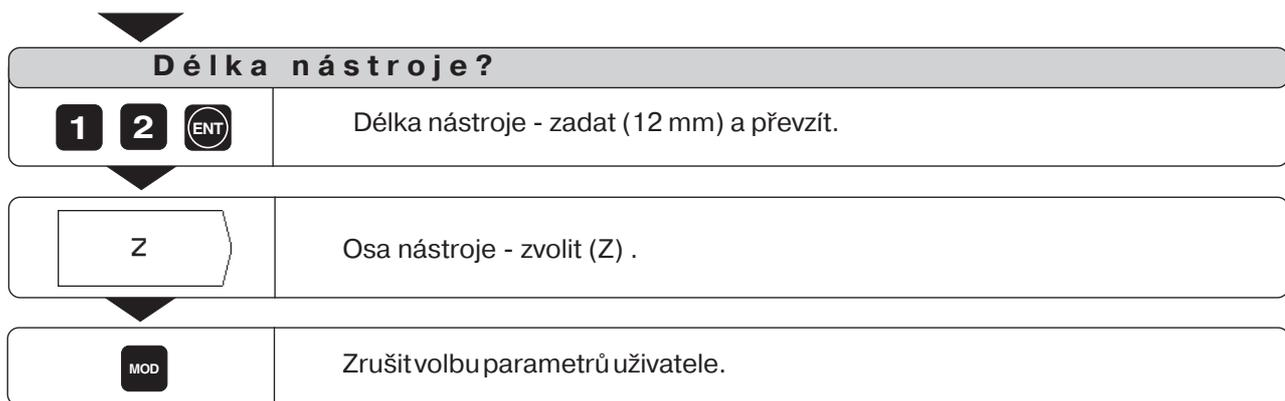 Délka nástroje?
1 2 ENT Délka nástroje - zadat (12 mm) a převzít.
Z Osa nástroje - zvolit (Z) .
MOD Zrušit volbu parametrů uživatele.